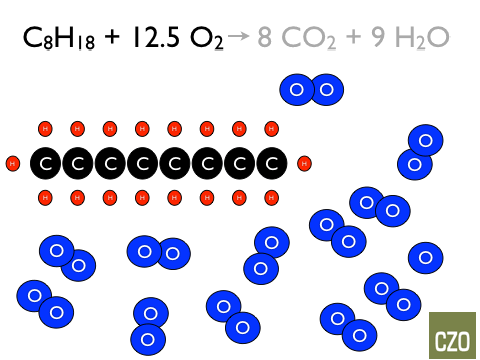 C₈H₁₈ + 12.5 O₂ → 8 CO₂ + 9 H₂O
O O
H H H H H H H H
O
O
H C C C C C C C C H
H H H H H H H H
O O
O O
O O O O O
O O O
O O O O
O O O O
O O O
CZO